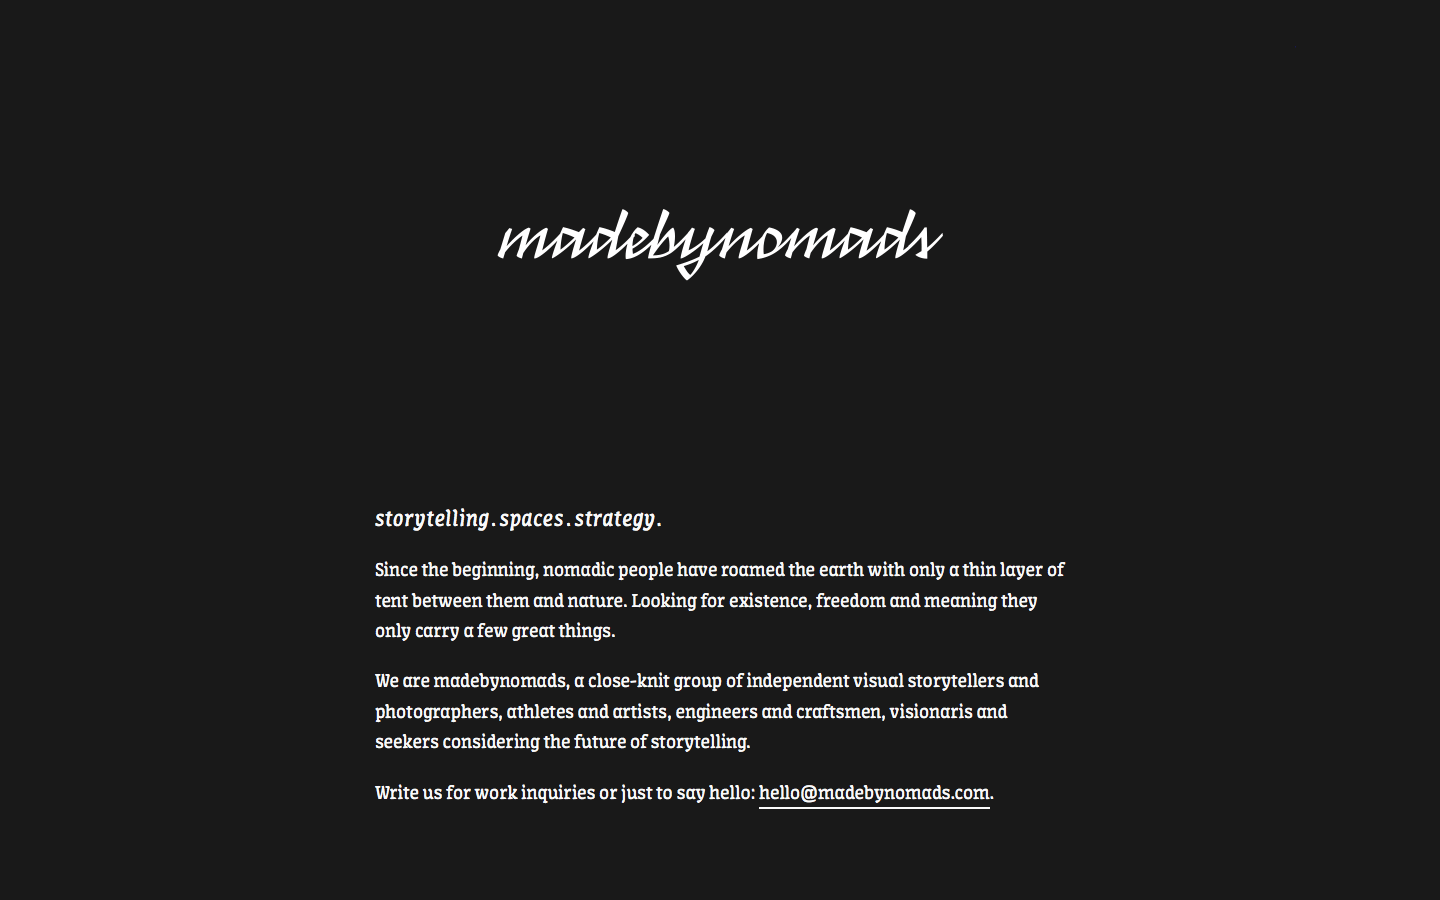 madebynomads
storytelling . spaces . strategy.
Since the beginning, nomadic people have roamed the earth with only a thin layer of
tent between them and nature. Looking for existence, freedom and meaning they
only carry a few great things.
We are madebynomads, a close-knit group of independent visual storytellers and
photographers, athletes and artists, engineers and craftsmen, visionaris and
seekers considering the future of storytelling.
Write us for work inquiries or just to say hello: hello@madebynomads.com.